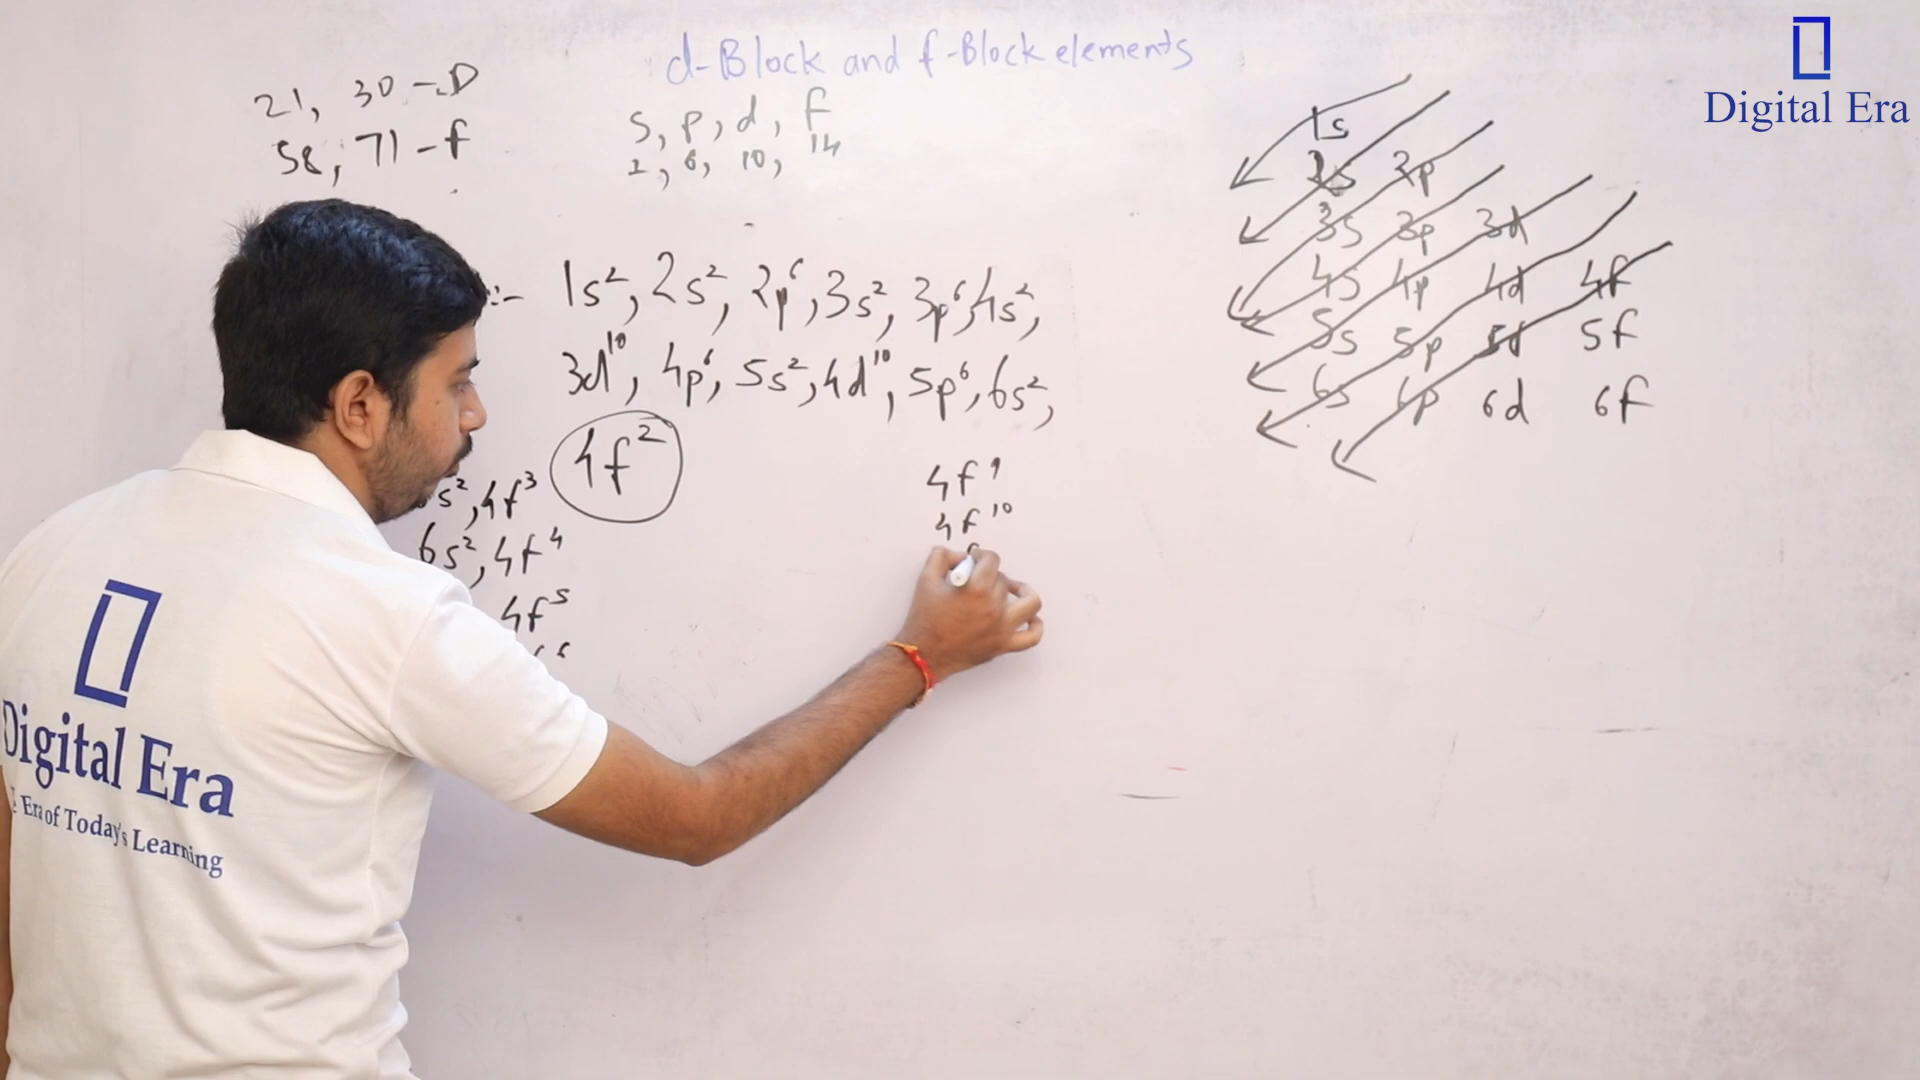 d-Block and f-Block elements
21, 30 -D
58, 71 - f
s, p, d, f
2, 6, 10, 14
:- 1s², 2s², 2p⁶, 3s², 3p⁶, 4s²,
3d¹⁰, 4p⁶, 5s², 4d¹⁰, 5p⁶, 6s²,
4f²
s², 4f³
6s², 4f⁴
4f⁵
4f⁹
4f¹⁰
1s
2s 2p
3s 3p 3d
4s 4p 4d 4f
5s 5p 5d 5f
6s 6p 6d 6f
Digital Era
Digital Era
Era of Today's Learning